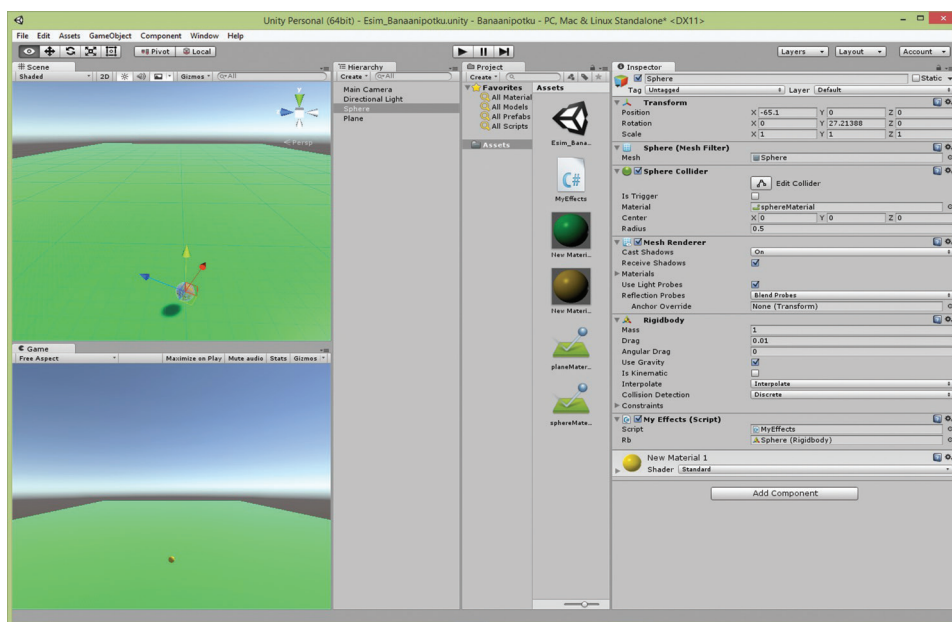 Unity Personal (64bit) - Esim_Banaanipotku.unity - Banaanipotku - PC, Mac & Linux Standalone* <DX11>
File Edit Assets GameObject Component Window Help
Pivot Local
Layers Layout Account
Scene
Shaded 2D Gizmos All
Persp
Game
Free Aspect Maximize on Play Mute audio Stats Gizmos
Hierarchy
Create All
Main Camera
Directional Light
Sphere
Plane
Project
Create
Favorites
All Material
All Models
All Prefabs
All Scripts
Assets
Assets
Esim_Bana...
C#
MyEffects
New Materi...
New Materi...
planeMater...
sphereMate...
Inspector
Sphere Static
Tag Untagged Layer Default
Transform
Position X -65.1 Y 0 Z 0
Rotation X 0 Y 27.21388 Z 0
Scale X 1 Y 1 Z 1
Sphere (Mesh Filter)
Mesh Sphere
Sphere Collider
Edit Collider
Is Trigger
Material sphereMaterial
Center X 0 Y 0 Z 0
Radius 0.5
Mesh Renderer
Cast Shadows On
Receive Shadows
Materials
Use Light Probes
Reflection Probes Blend Probes
Anchor Override None (Transform)
Rigidbody
Mass 1
Drag 0.01
Angular Drag 0
Use Gravity
Is Kinematic
Interpolate Interpolate
Collision Detection Discrete
Constraints
My Effects (Script)
Script MyEffects
Rb Sphere (Rigidbody)
New Material 1
Shader Standard
Add Component